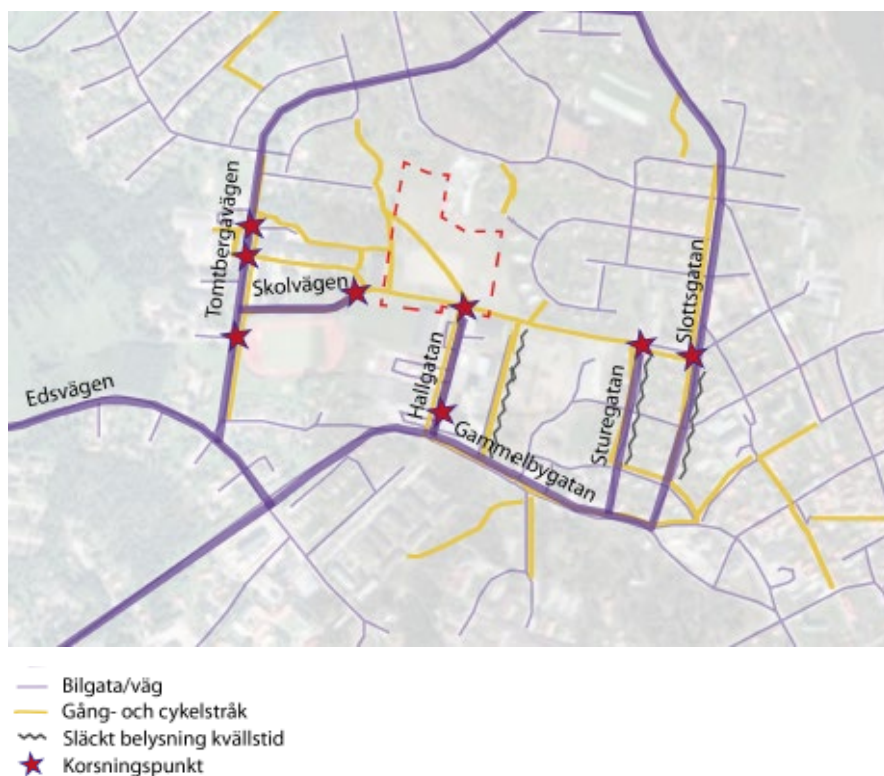 Tomtbergavägen
Skolvägen
Slottsgatan
Hallgatan
Edsvägen
Sturegatan
Gammelbygatan
Bilgata/väg
Gång- och cykelstråk
Släckt belysning kvällstid
Korsningspunkt